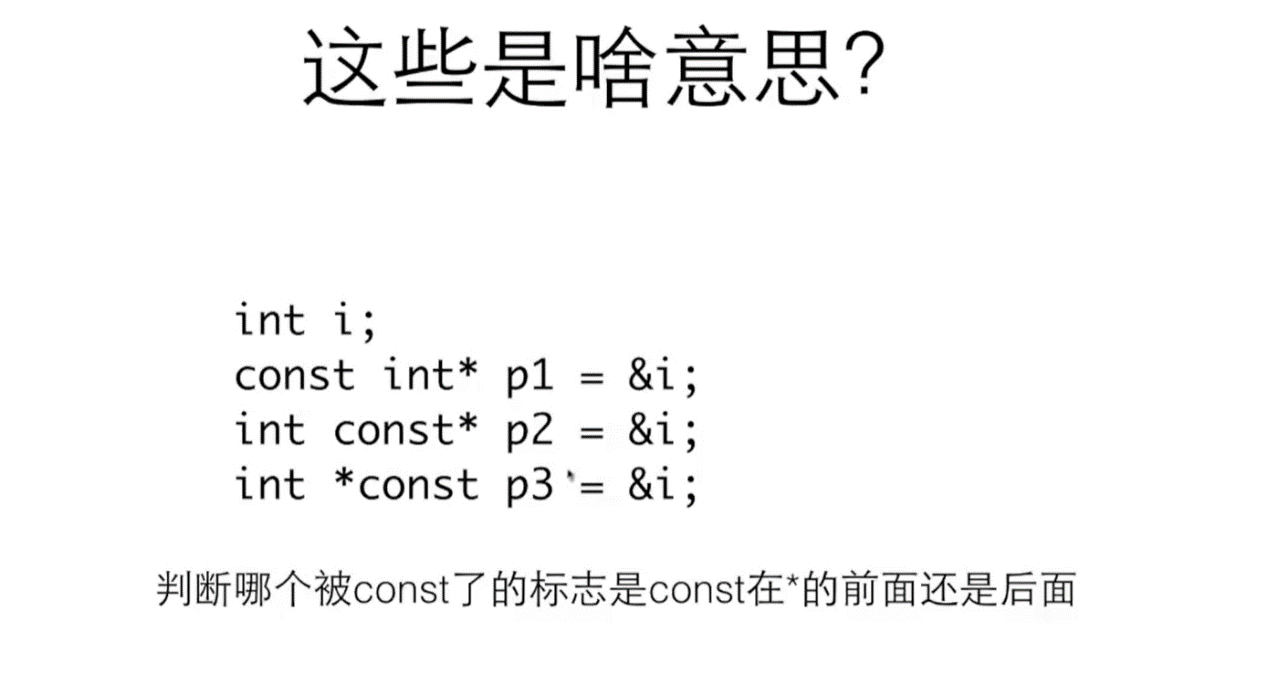 这些是啥意思?
int i;
const int* p1 = &i;
int const* p2 = &i;
int *const p3 = &i;
判断哪个被const了的标志是const在*的前面还是后面